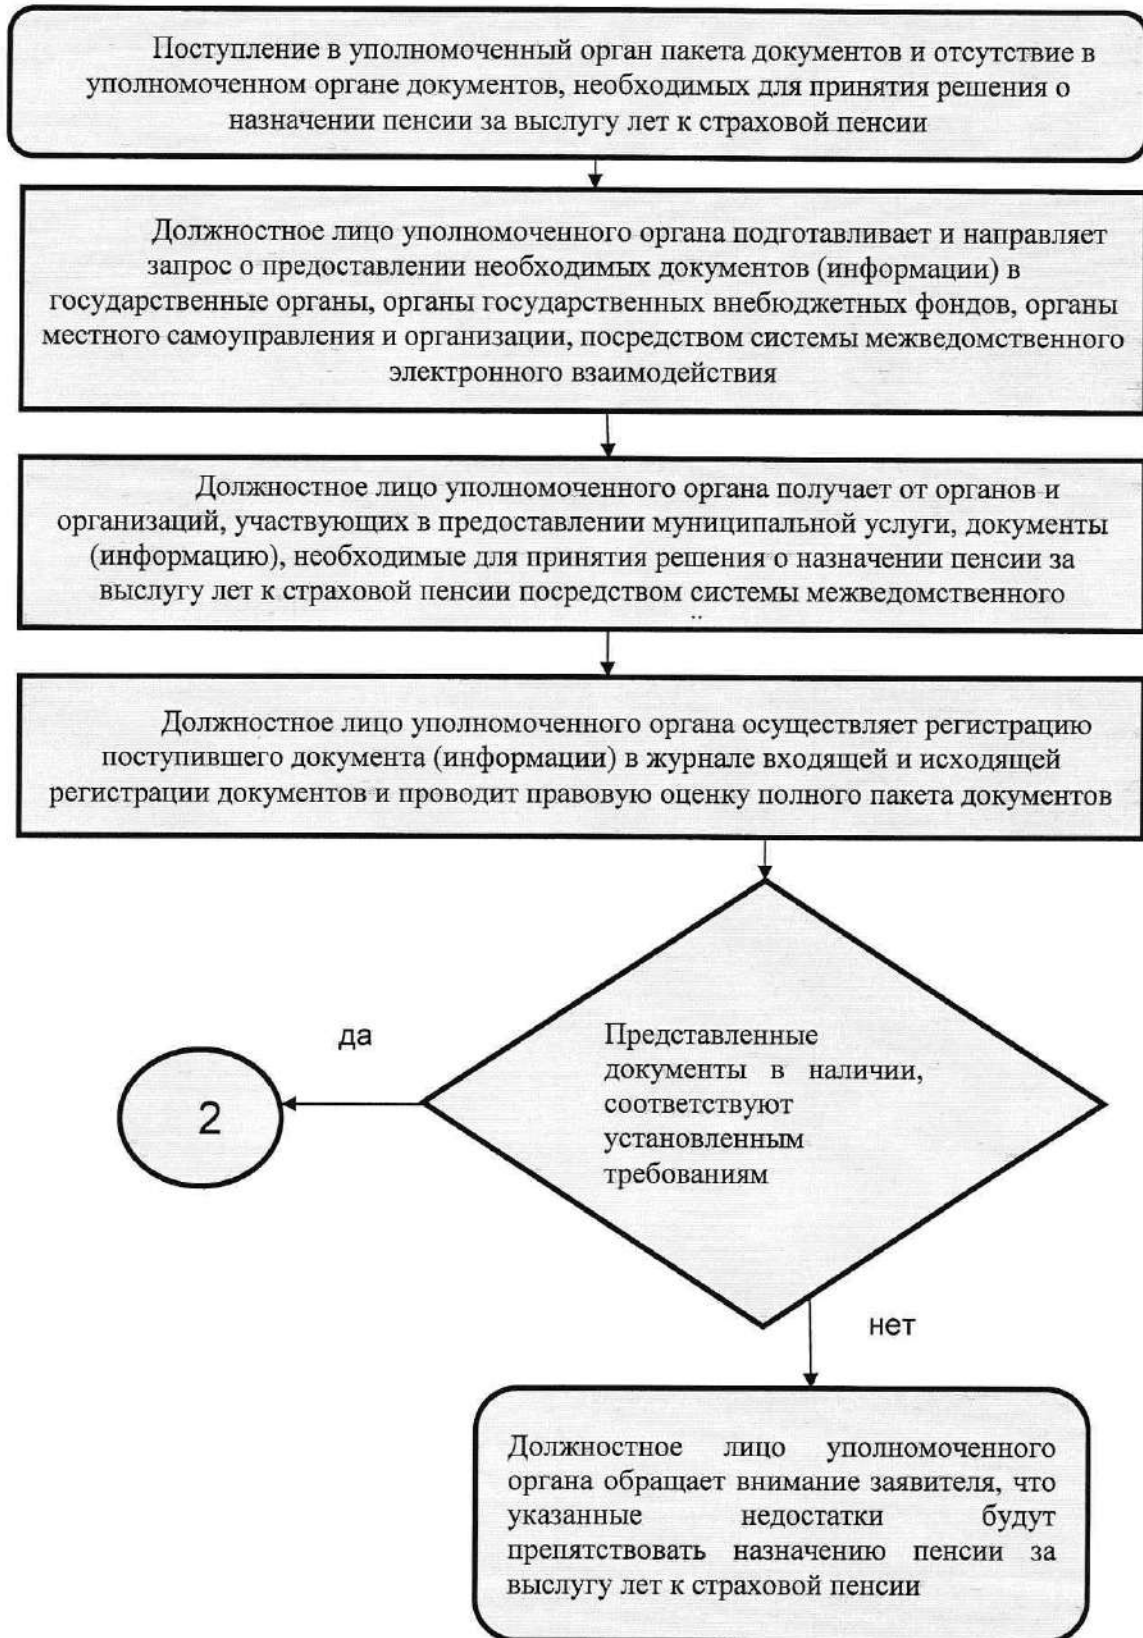 Поступление в уполномоченный орган пакета документов и отсутствие в
уполномоченном органе документов, необходимых для принятия решения о
назначении пенсии за выслугу лет к страховой пенсии
Должностное лицо уполномоченного органа подготавливает и направляет
запрос о предоставлении необходимых документов (информации) в
государственные органы, органы государственных внебюджетных фондов, органы
местного самоуправления и организации, посредством системы межведомственного
электронного взаимодействия
Должностное лицо уполномоченного органа получает от органов и
организаций, участвующих в предоставлении муниципальной услуги, документы
(информацию), необходимые для принятия решения о назначении пенсии за
выслугу лет к страховой пенсии посредством системы межведомственного
Должностное лицо уполномоченного органа осуществляет регистрацию
поступившего документа (информации) в журнале входящей и исходящей
регистрации документов и проводит правовую оценку полного пакета документов
да
2
Представленные
документы в наличии,
соответствуют
установленным
требованиям
нет
Должностное лицо уполномоченного
органа обращает внимание заявителя, что
указанные недостатки будут
препятствовать назначению пенсии за
выслугу лет к страховой пенсии